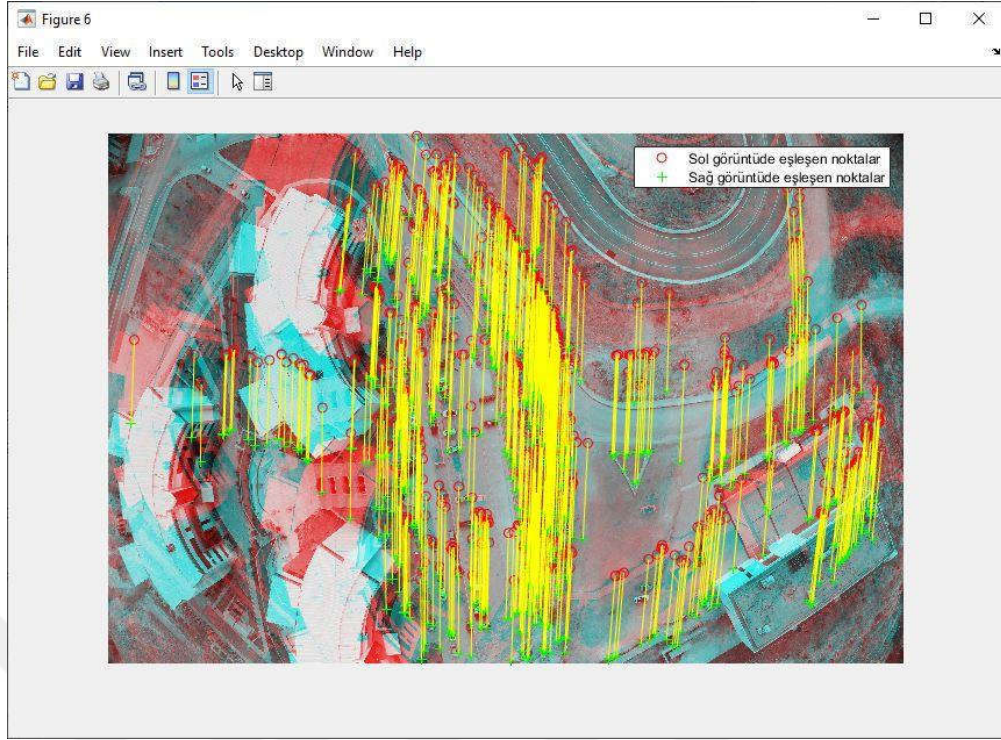 Figure 6
File Edit View Insert Tools Desktop Window Help
Sol görüntüde eşleşen noktalar
Sağ görüntüde eşleşen noktalar